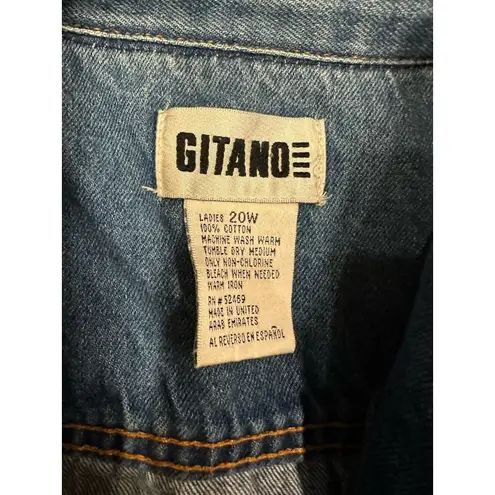 GITANO
LADIES 20W
100% COTTON
MACHINE WASH WARM
TUMBLE DRY MEDIUM
ONLY NON-CHLORINE
BLEACH WHEN NEEDED
WARM IRON
RN # 52469
MADE IN UNITED
ARAB EMIRATES
AL REVERSO EN ESPAÑOL